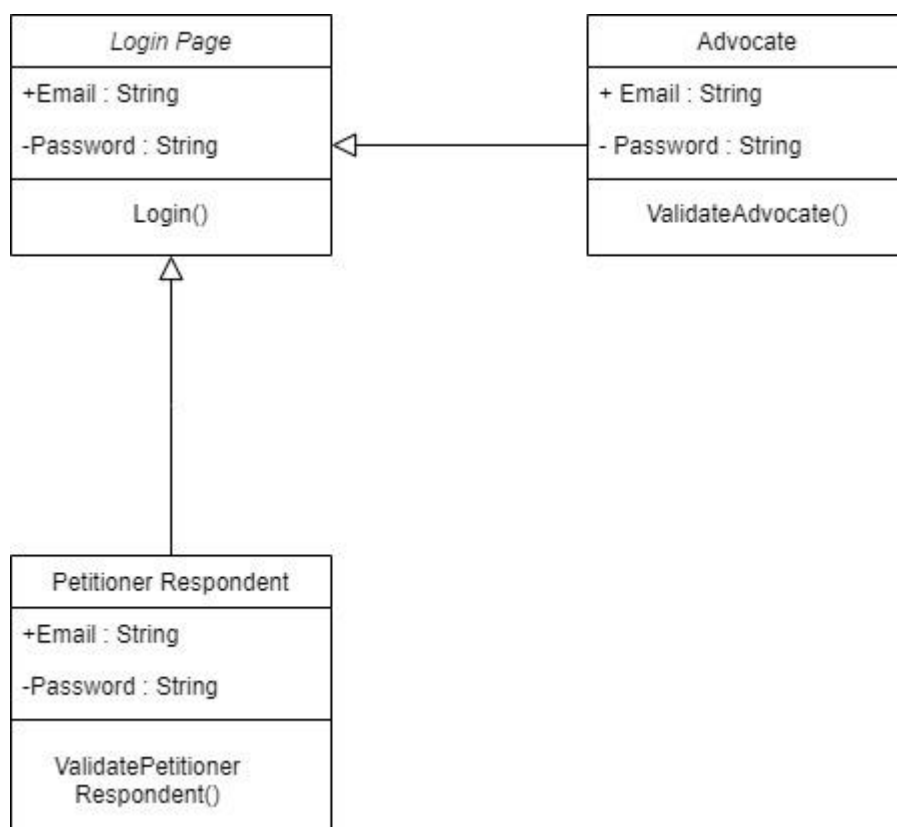 Login Page
+Email : String
-Password : String
Login()
Advocate
+ Email : String
- Password : String
ValidateAdvocate()
Petitioner Respondent
+Email : String
-Password : String
ValidatePetitioner
Respondent()